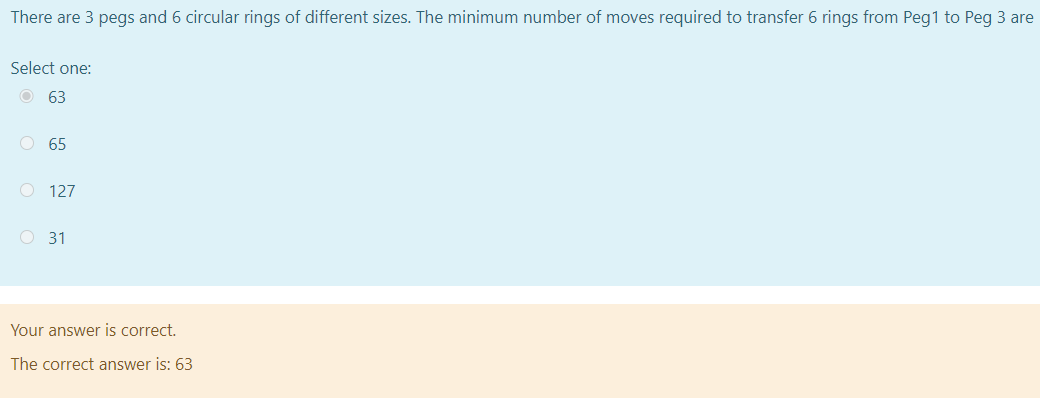 There are 3 pegs and 6 circular rings of different sizes. The minimum number of moves required to transfer 6 rings from Peg1 to Peg 3 are
Select one:
63
65
127
31
Your answer is correct.
The correct answer is: 63